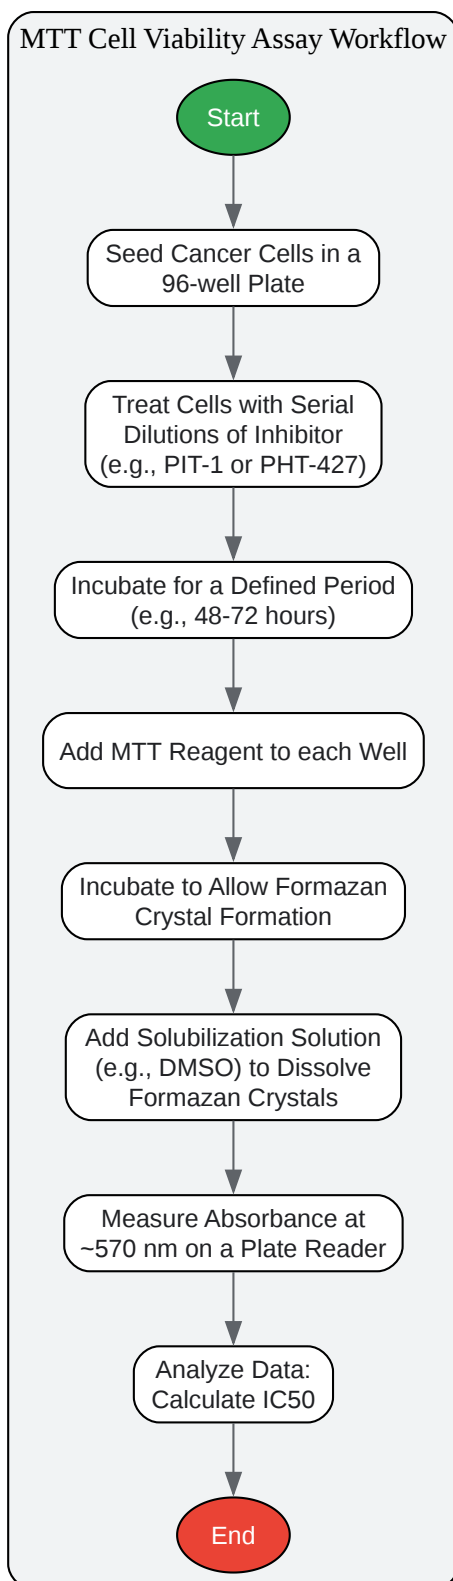 MTT Cell Viability Assay Workflow
Start
Seed Cancer Cells in a
96-well Plate
Treat Cells with Serial
Dilutions of Inhibitor
(e.g., PIT-1 or PHT-427)
Incubate for a Defined Period
(e.g., 48-72 hours)
Add MTT Reagent to each Well
Incubate to Allow Formazan
Crystal Formation
Add Solubilization Solution
(e.g., DMSO) to Dissolve
Formazan Crystals
Measure Absorbance at
~570 nm on a Plate Reader
Analyze Data:
Calculate IC50
End